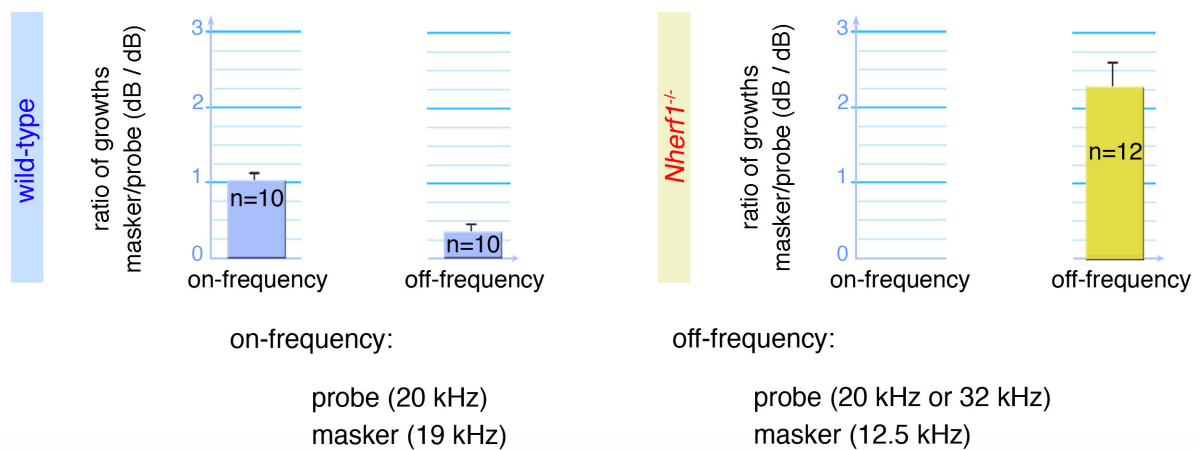 wild-type
ratio of growths
masker/probe (dB / dB)
3
2
1
0
n=10
n=10
on-frequency
off-frequency
Nherf1-/-
ratio of growths
masker/probe (dB / dB)
3
2
1
0
n=12
on-frequency
off-frequency
on-frequency:
probe (20 kHz)
masker (19 kHz)
off-frequency:
probe (20 kHz or 32 kHz)
masker (12.5 kHz)